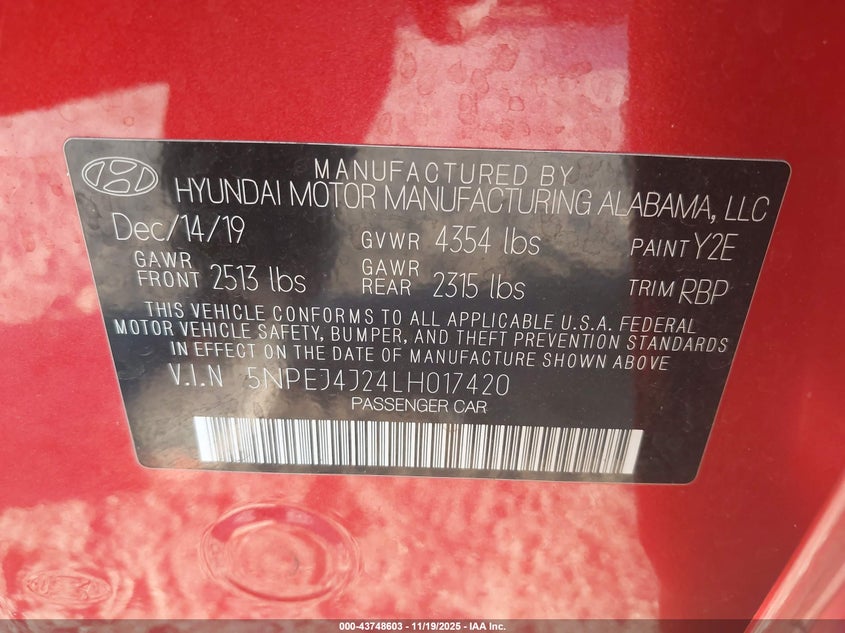 MANUFACTURED BY
HYUNDAI MOTOR MANUFACTURING ALABAMA, LLC
Dec/14/19 GVWR 4354 lbs PAINT Y2E
GAWR FRONT 2513 lbs GAWR REAR 2315 lbs TRIM RBP
THIS VEHICLE CONFORMS TO ALL APPLICABLE U.S.A. FEDERAL
MOTOR VEHICLE SAFETY, BUMPER, AND THEFT PREVENTION STANDARDS
IN EFFECT ON THE DATE OF MANUFACTURE SHOWN ABOVE
V.I.N 5NPEJ4J24LH017420
PASSENGER CAR
000-43748603 - 11/19/2025 - IAA Inc.